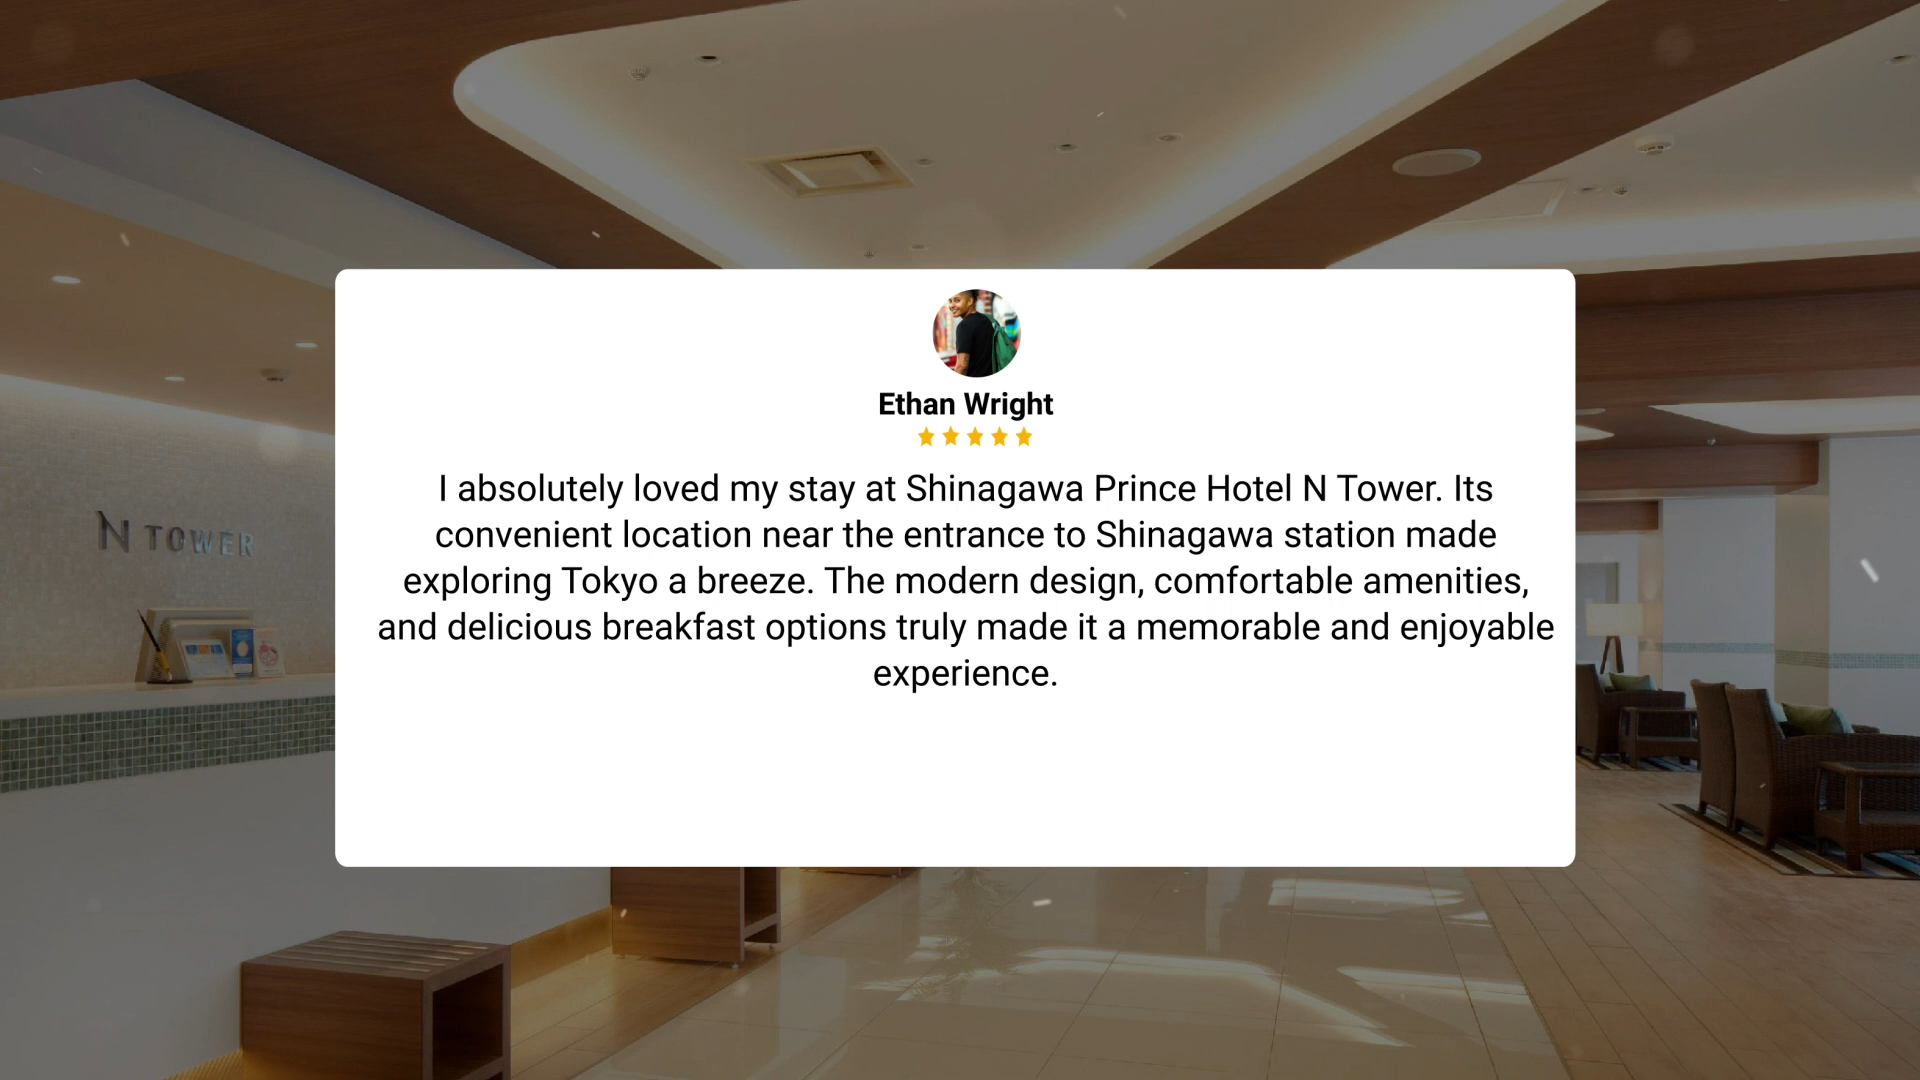 Ethan Wright
I absolutely loved my stay at Shinagawa Prince Hotel N Tower. Its
convenient location near the entrance to Shinagawa station made
exploring Tokyo a breeze. The modern design, comfortable amenities,
and delicious breakfast options truly made it a memorable and enjoyable
experience.
N TOWER